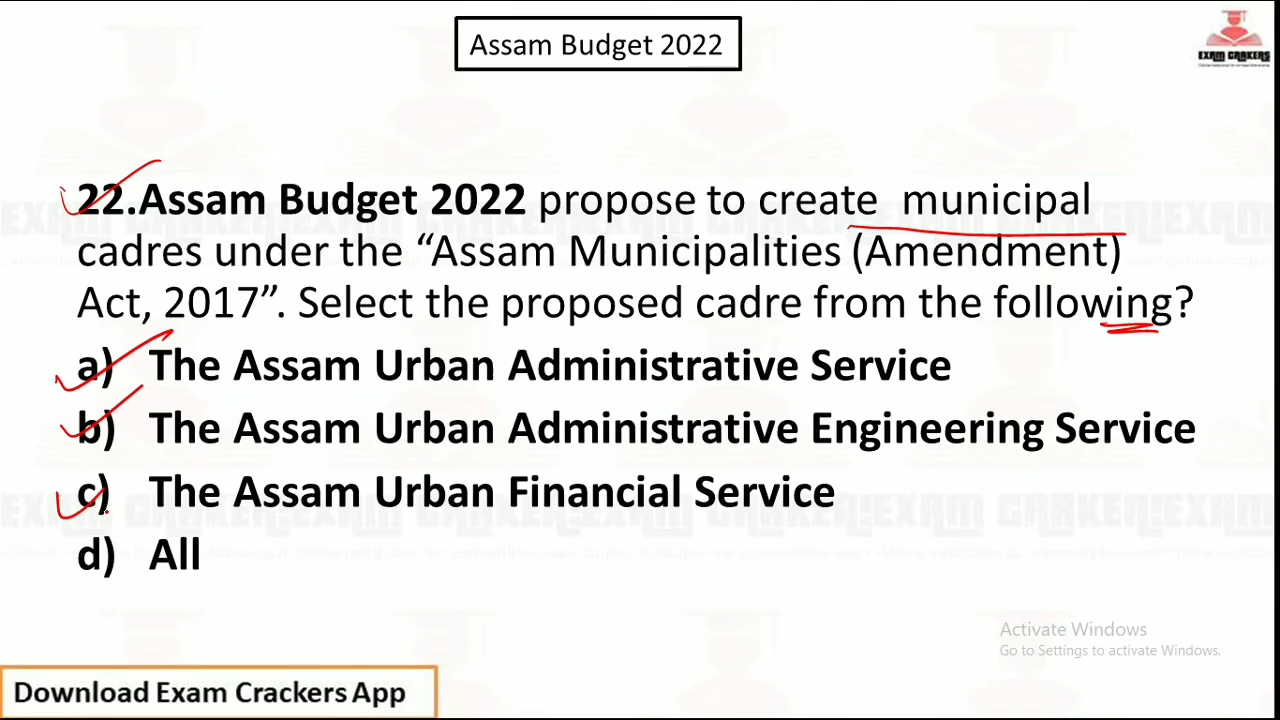 Assam Budget 2022
EXAM CRAKERS
22.Assam Budget 2022 propose to create municipal
cadres under the “Assam Municipalities (Amendment)
Act, 2017”. Select the proposed cadre from the following?
a) The Assam Urban Administrative Service
b) The Assam Urban Administrative Engineering Service
c) The Assam Urban Financial Service
d) All
Activate Windows
Go to Settings to activate Windows.
Download Exam Crackers App